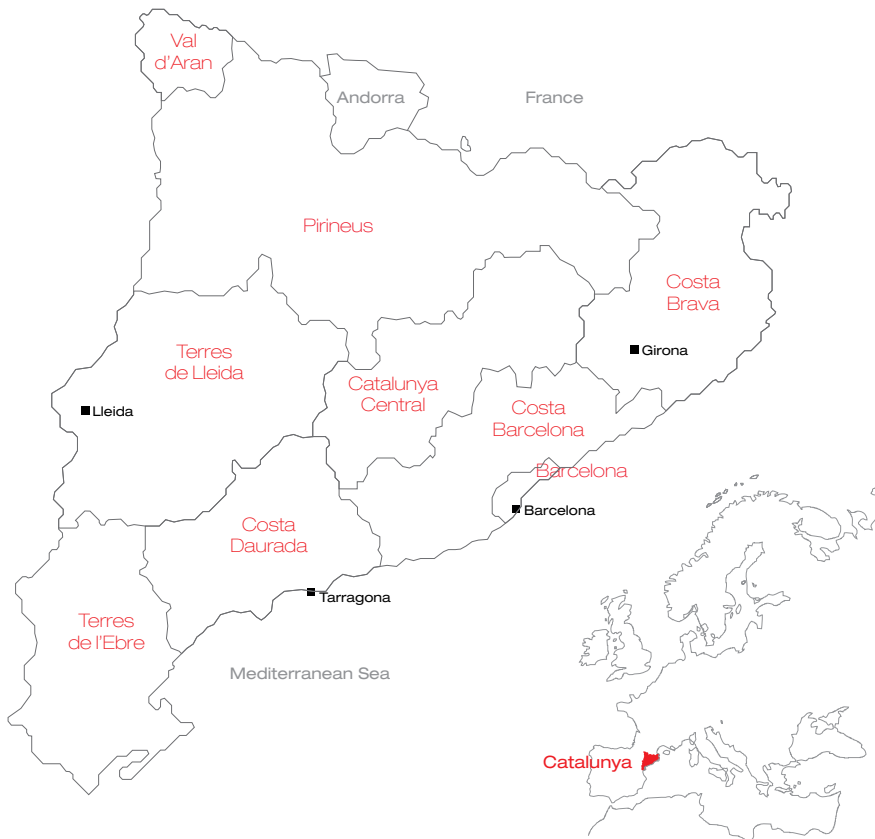 Val
d'Aran
Andorra
France
Pirineus
Costa
Brava
Girona
Terres
de Lleida
Lleida
Catalunya
Central
Costa
Barcelona
Barcelona
Barcelona
Costa
Daurada
Tarragona
Terres
de l'Ebre
Mediterranean Sea
Catalunya